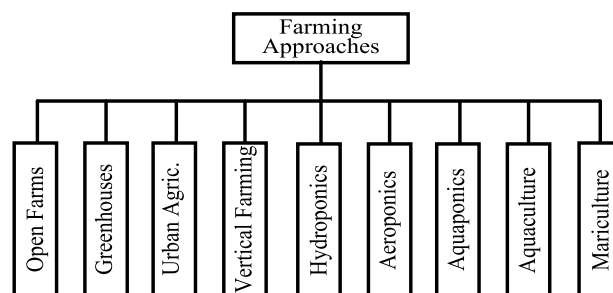 Farming
Approaches
Open Farms
Greenhouses
Urban Agric.
Vertical Farming
Hydroponics
Aeroponics
Aquaponics
Aquaculture
Mariculture